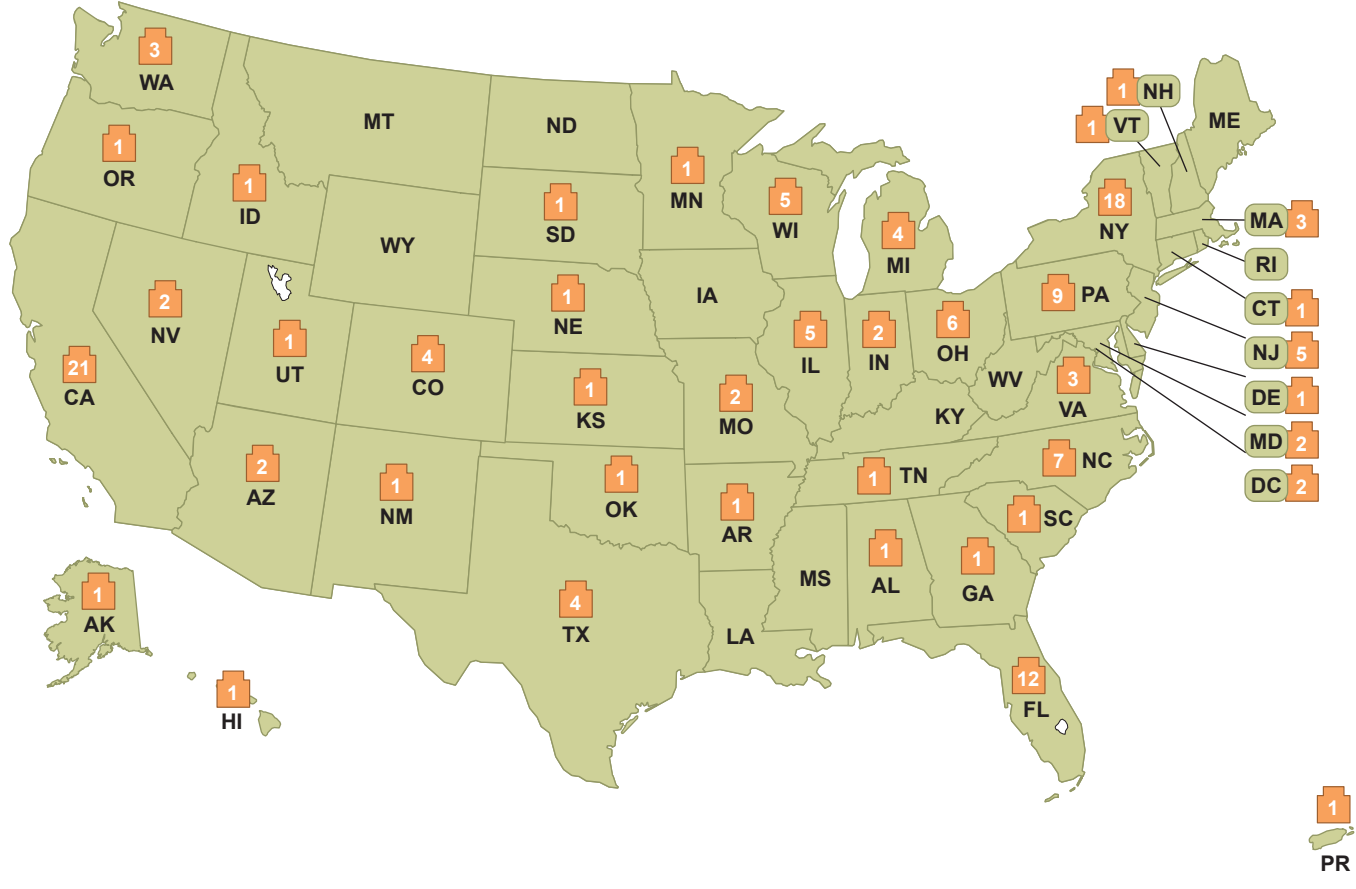 3
WA
1
OR
1
ID
MT
ND
1
MN
1
SD
WY
5
WI
4
MI
1
NH
1
VT
ME
18
NY
MA 3
RI
CT 1
NJ 5
DE 1
MD 2
DC 2
2
NV
21
CA
1
UT
4
CO
1
NE
IA
1
KS
2
MO
5
IL
2
IN
6
OH
9 PA
WV
3
VA
KY
7 NC
1 TN
1 SC
2
AZ
1
NM
1
OK
1
AR
MS
1
AL
1
GA
4
TX
LA
12
FL
1
AK
1
HI
1
PR